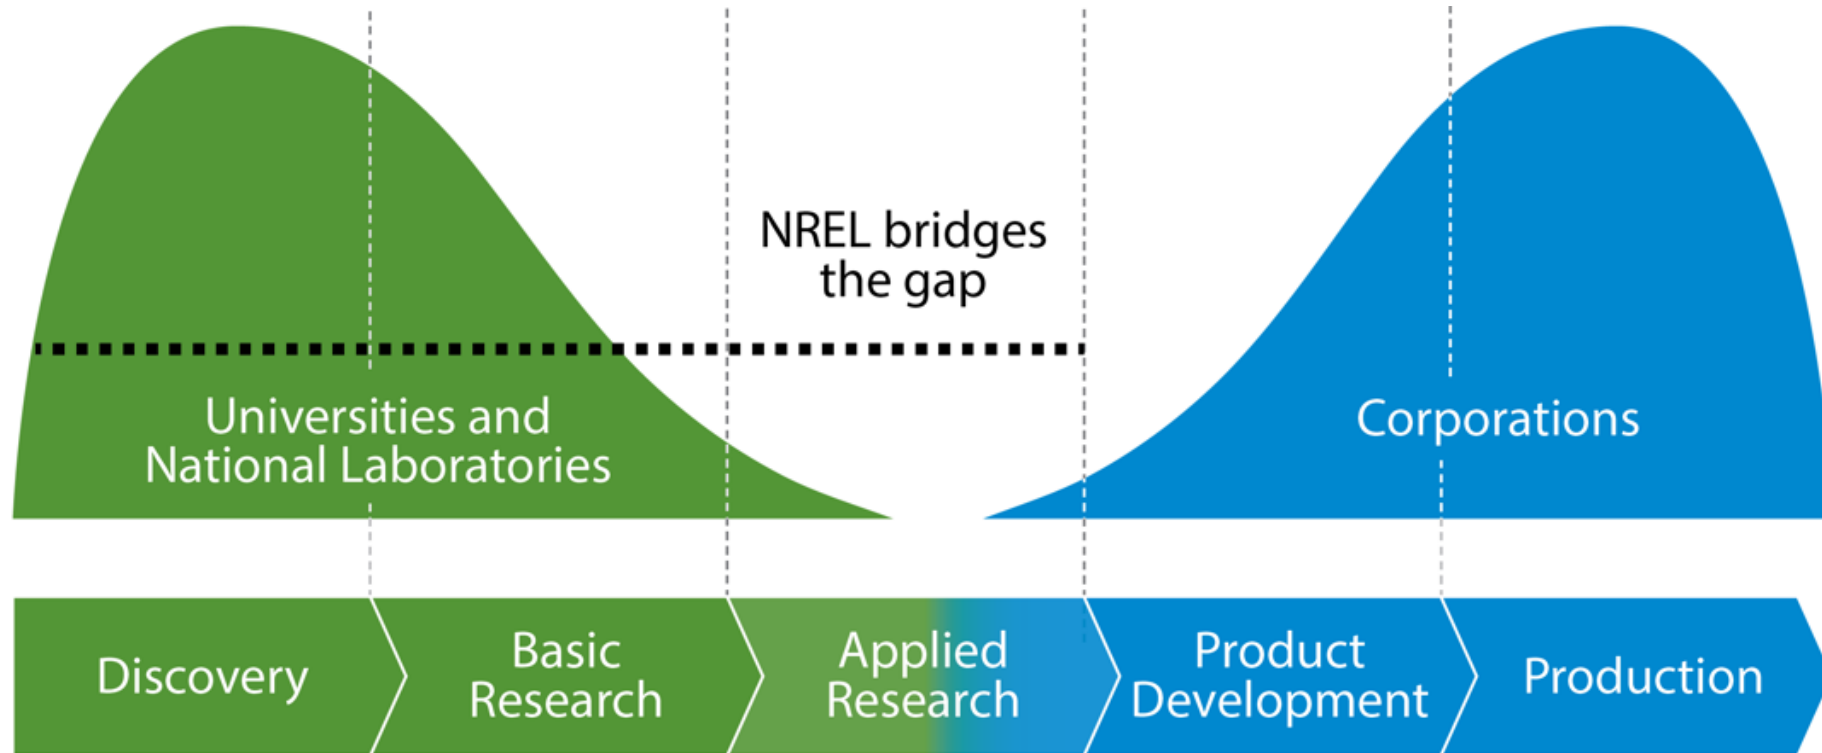 NREL bridges
the gap
Universities and
National Laboratories
Corporations
Discovery
Basic
Research
Applied
Research
Product
Development
Production